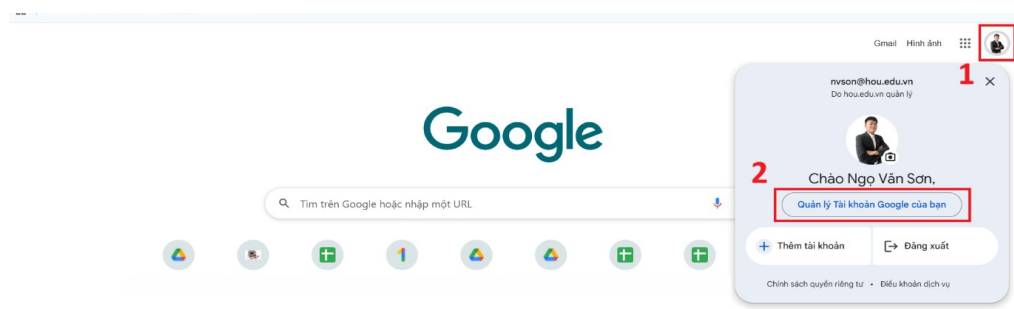 Gmail Hình ảnh
1
nvson@hou.edu.vn
Do hou.edu.vn quản lý
Google
2
Chào Ngọ Văn Sơn,
Tìm trên Google hoặc nhập một URL
Quản lý Tài khoản Google của bạn
1
Thêm tài khoản
Đăng xuất
Chính sách quyền riêng tư • Điều khoản dịch vụ